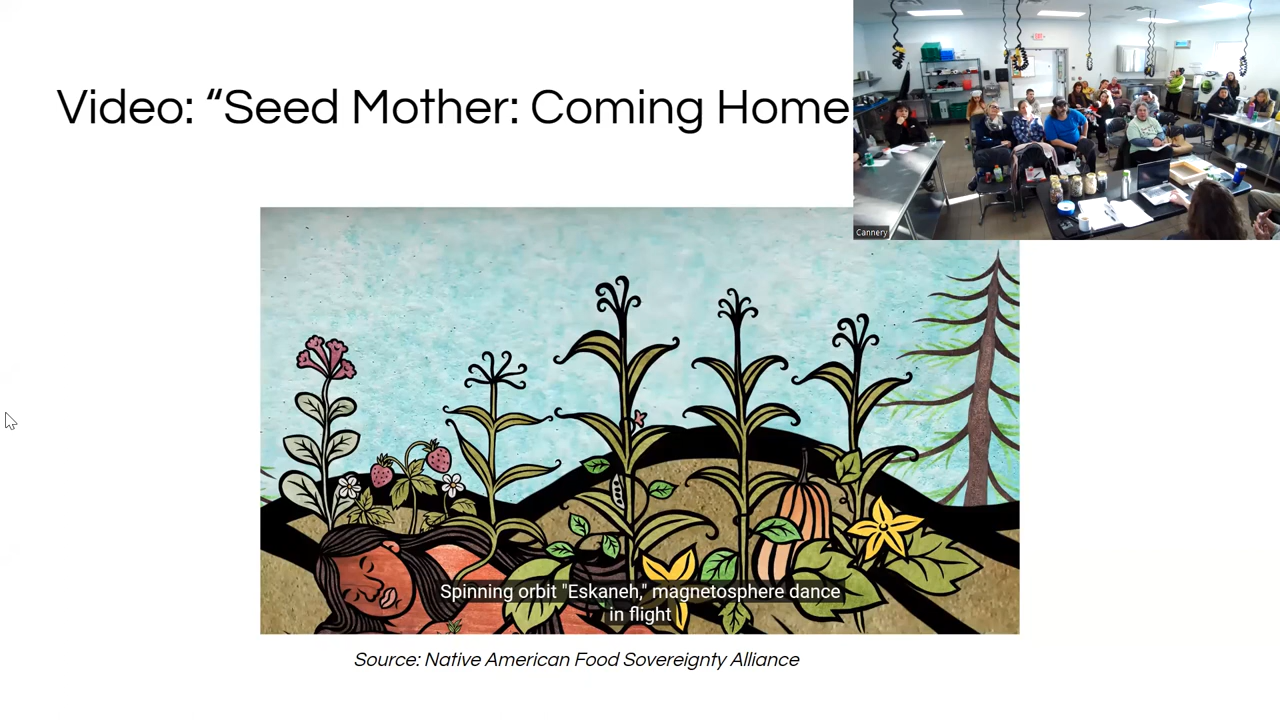 Video: “Seed Mother: Coming Home
Cannery
Spinning orbit "Eskaneh," magnetosphere dance
in flight
Source: Native American Food Sovereignty Alliance